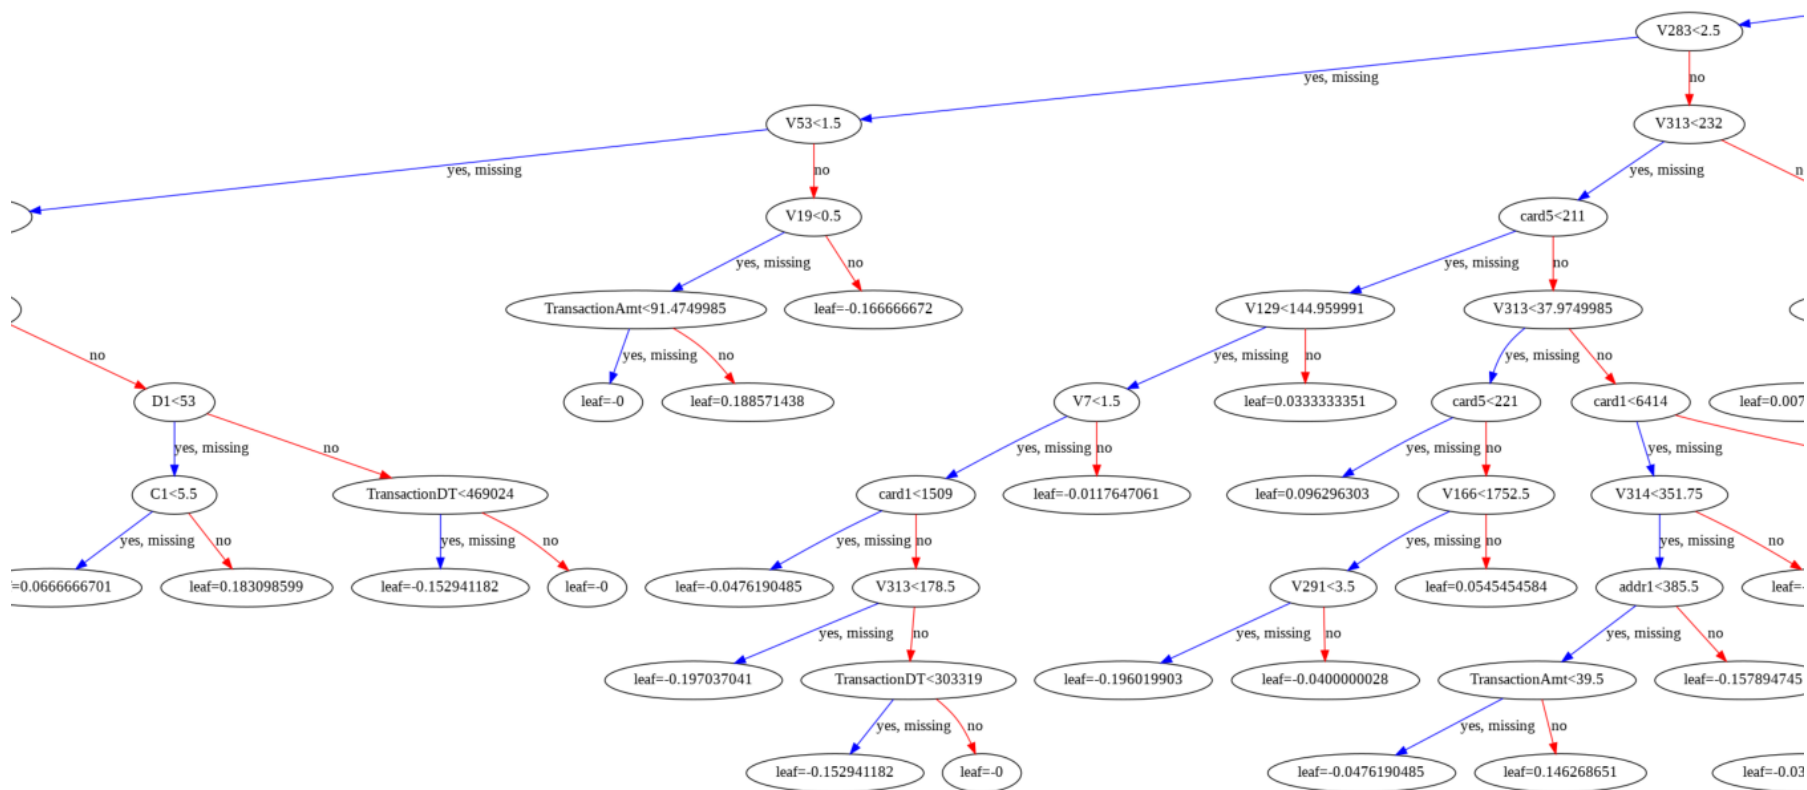 V283<2.5
yes, missing
no
V53<1.5
V313<232
yes, missing
no
yes, missing
V19<0.5
card5<211
yes, missing
no
yes, missing
no
TransactionAmt<91.4749985
leaf=-0.166666672
V129<144.959991
V313<37.9749985
no
yes, missing
no
yes, missing
no
yes, missing
no
D1<53
leaf=-0
leaf=0.188571438
V7<1.5
leaf=0.0333333351
card5<221
card1<6414
leaf=0.007
yes, missing
no
yes, missing
no
yes, missing
no
yes, missing
C1<5.5
TransactionDT<469024
card1<1509
leaf=-0.0117647061
leaf=0.096296303
V166<1752.5
V314<351.75
yes, missing
no
yes, missing
no
yes, missing
no
yes, missing
no
yes, missing
no
=0.0666666701
leaf=0.183098599
leaf=-0.152941182
leaf=-0
leaf=-0.0476190485
V313<178.5
V291<3.5
leaf=0.0545454584
addr1<385.5
leaf=-
yes, missing
no
yes, missing
no
yes, missing
no
leaf=-0.197037041
TransactionDT<303319
leaf=-0.196019903
leaf=-0.0400000028
TransactionAmt<39.5
leaf=-0.157894745
yes, missing
no
yes, missing
no
leaf=-0.152941182
leaf=-0
leaf=-0.0476190485
leaf=0.146268651
leaf=-0.03